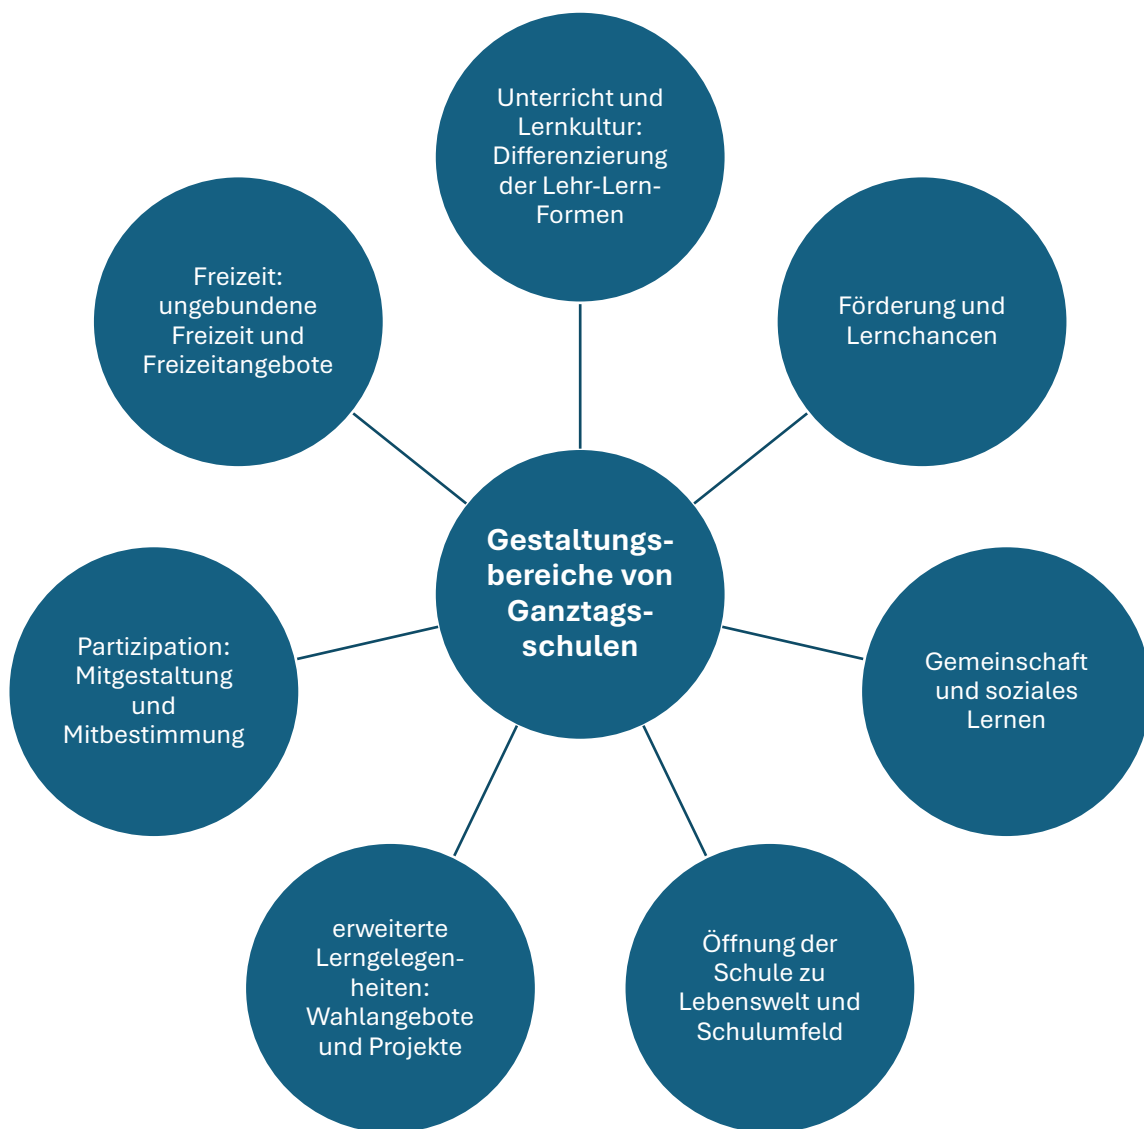 Unterricht und
Lernkultur:
Differenzierung
der Lehr-Lern-
Formen
Freizeit:
ungebundene
Freizeit und
Freizeitangebote
Förderung und
Lernchancen
Gestaltungs-
bereiche von
Ganztags-
schulen
Partizipation:
Mitgestaltung
und
Mitbestimmung
Gemeinschaft
und soziales
Lernen
erweiterte
Lerngelegen-
heiten:
Wahlangebote
und Projekte
Öffnung der
Schule zu
Lebenswelt und
Schulumfeld